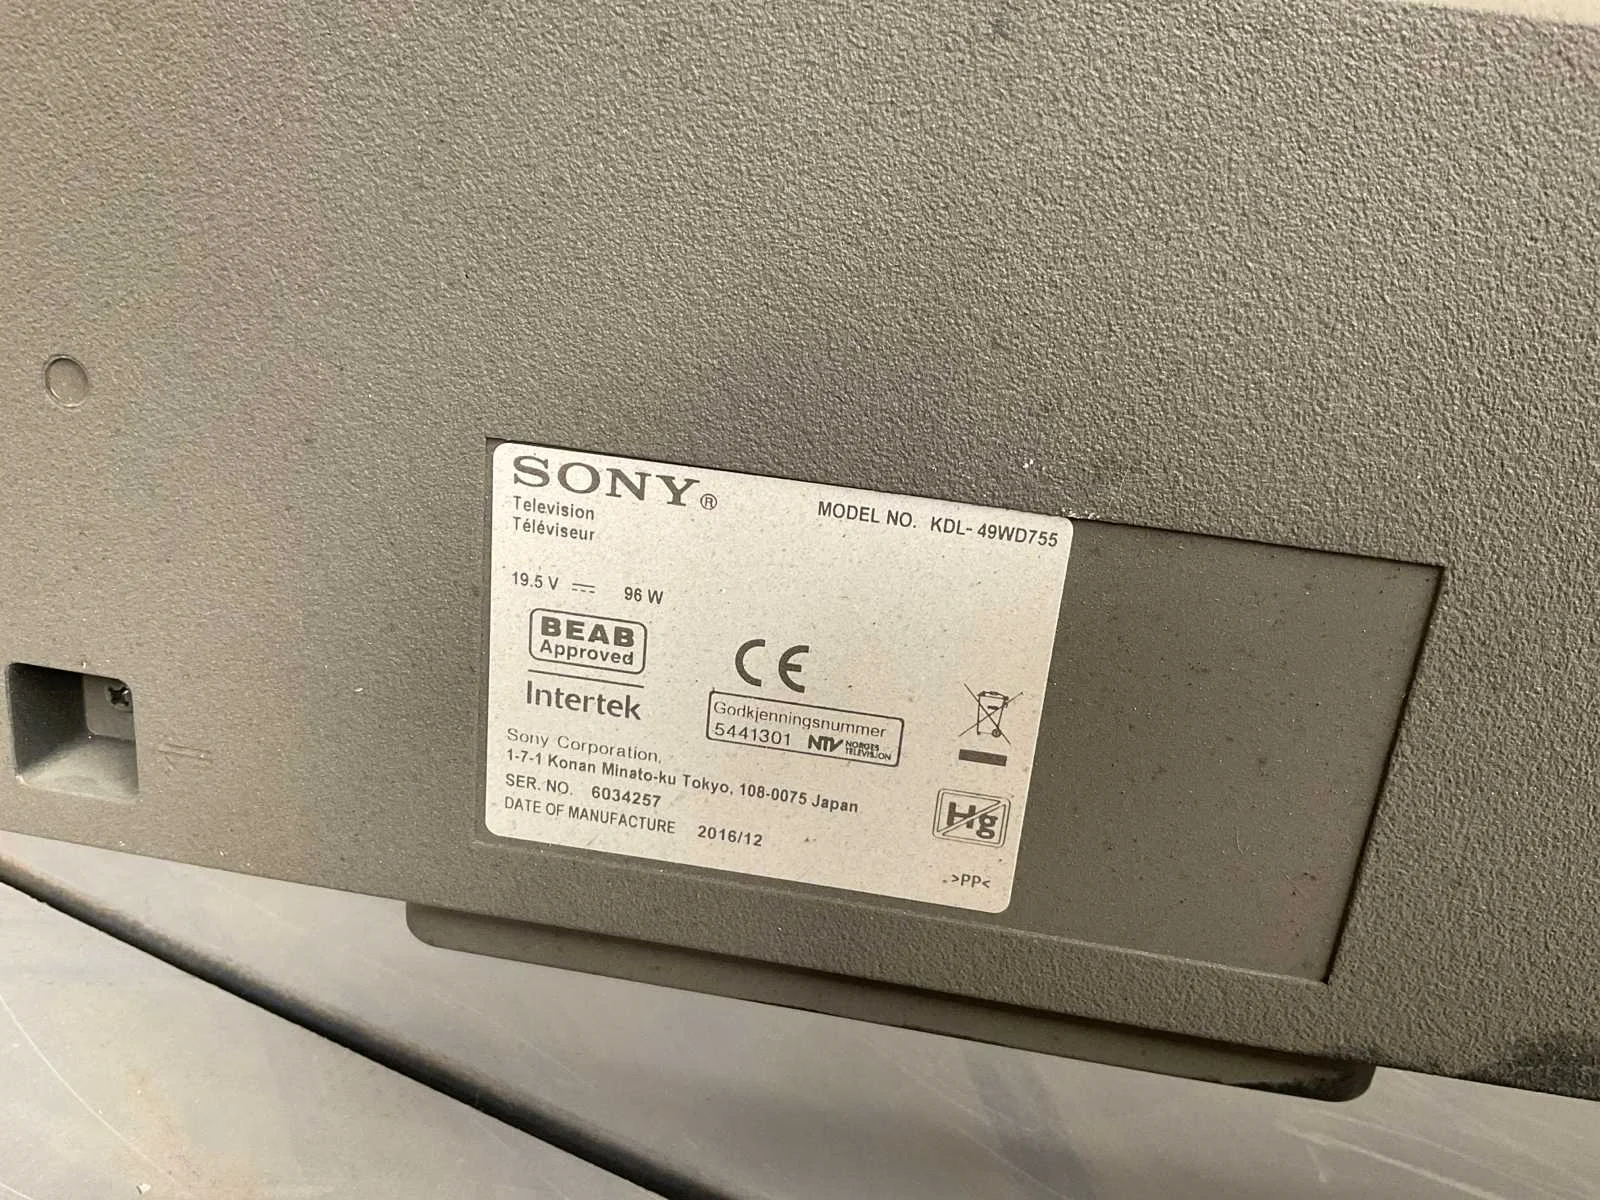 SONY®
Television
Téléviseur
MODEL NO. KDL-49WD755
19.5 V 96 W
BEAB
Approved
Intertek
CE
Godkjenningsnummer
5441301 NTV NORGES
TELEVISJON
Sony Corporation,
1-7-1 Konan Minato-ku Tokyo, 108-0075 Japan
SER. NO. 6034257
DATE OF MANUFACTURE 2016/12
Hg
>PP<